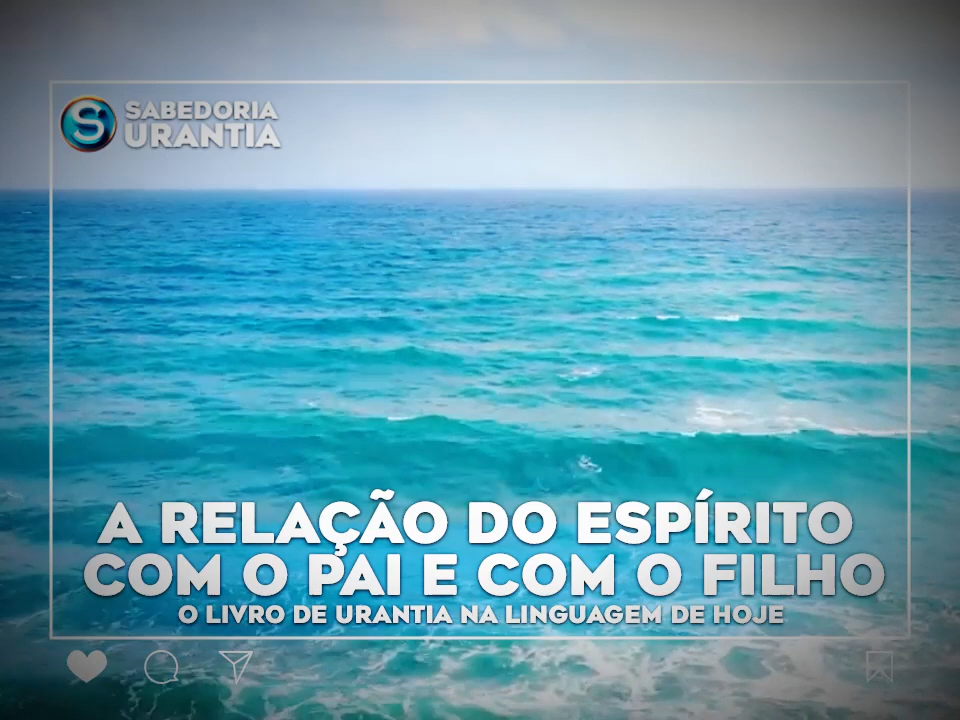 S
SABEDORIA
URANTIA
A RELAÇÃO DO ESPÍRITO
COM O PAI E COM O FILHO
O LIVRO DE URANTIA NA LINGUAGEM DE HOJE